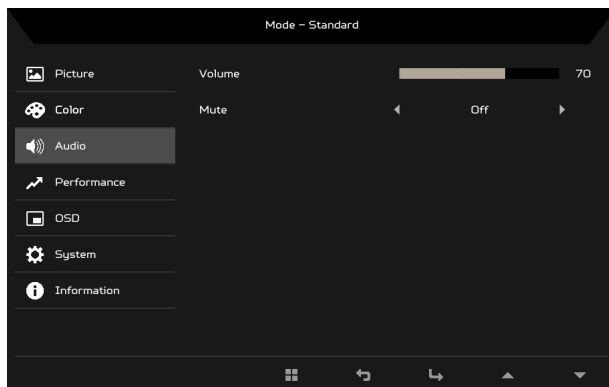 Mode – Standard
Picture
Volume 70
Color
Mute Off
Audio
Performance
OSD
System
Information